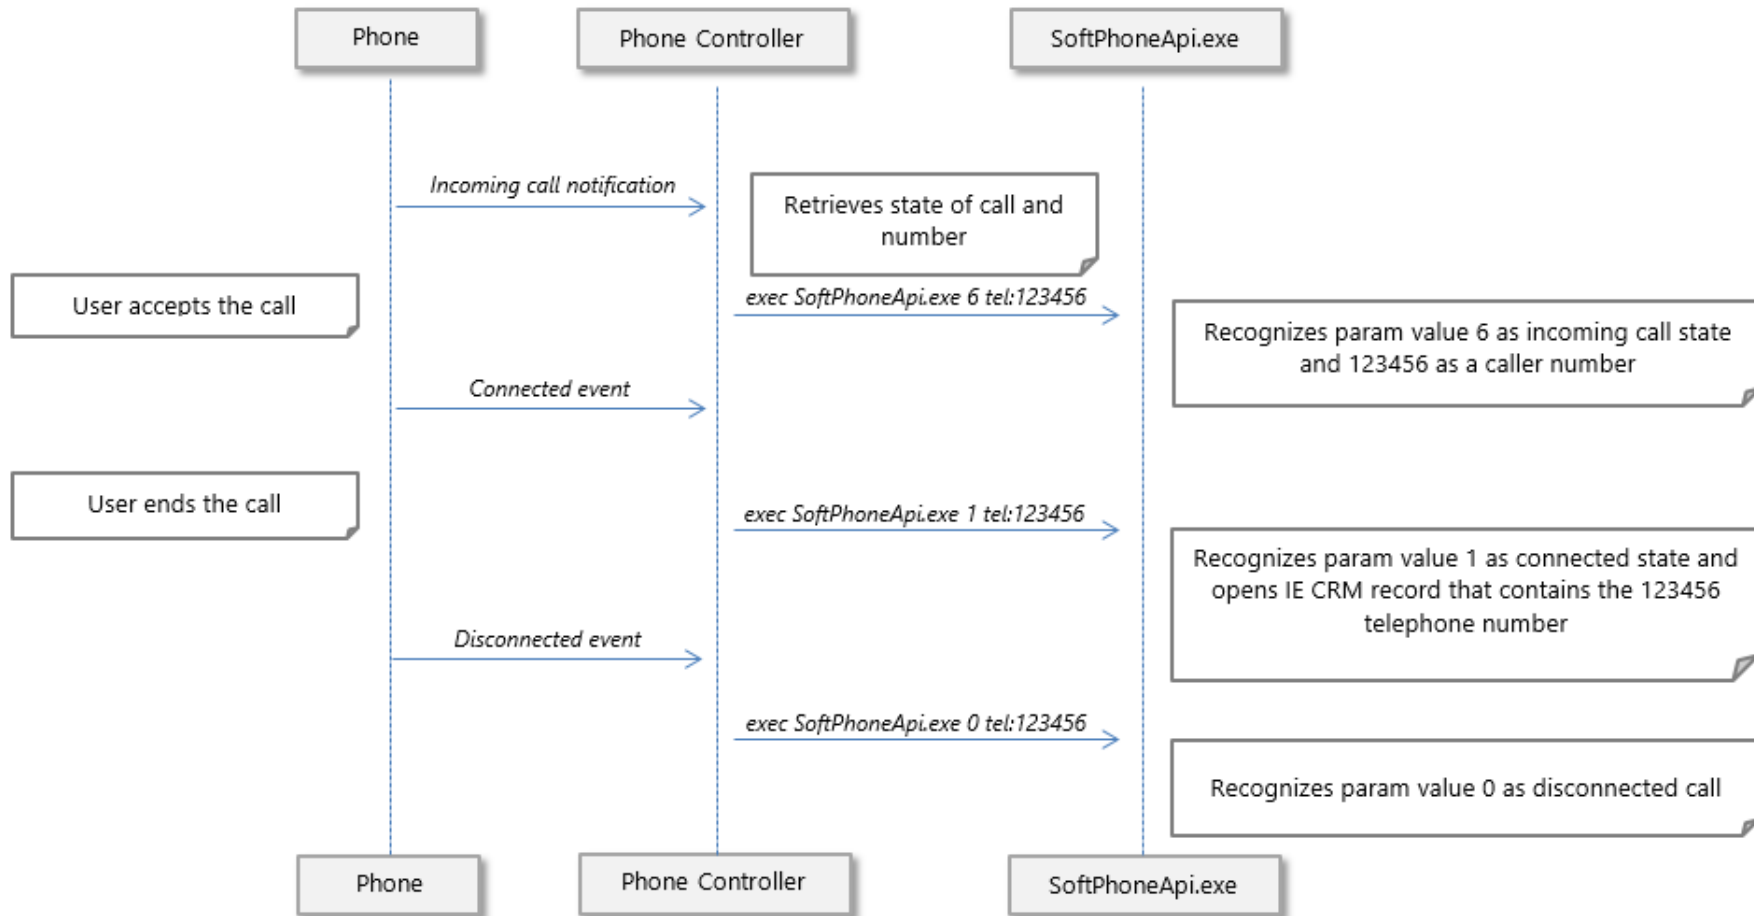 Phone
Phone Controller
SoftPhoneApi.exe
Incoming call notification
Retrieves state of call and
number
User accepts the call
exec SoftPhoneApi.exe 6 tel:123456
Recognizes param value 6 as incoming call state
and 123456 as a caller number
Connected event
User ends the call
exec SoftPhoneApi.exe 1 tel:123456
Recognizes param value 1 as connected state and
opens IE CRM record that contains the 123456
telephone number
Disconnected event
exec SoftPhoneApi.exe 0 tel:123456
Recognizes param value 0 as disconnected call
Phone
Phone Controller
SoftPhoneApi.exe